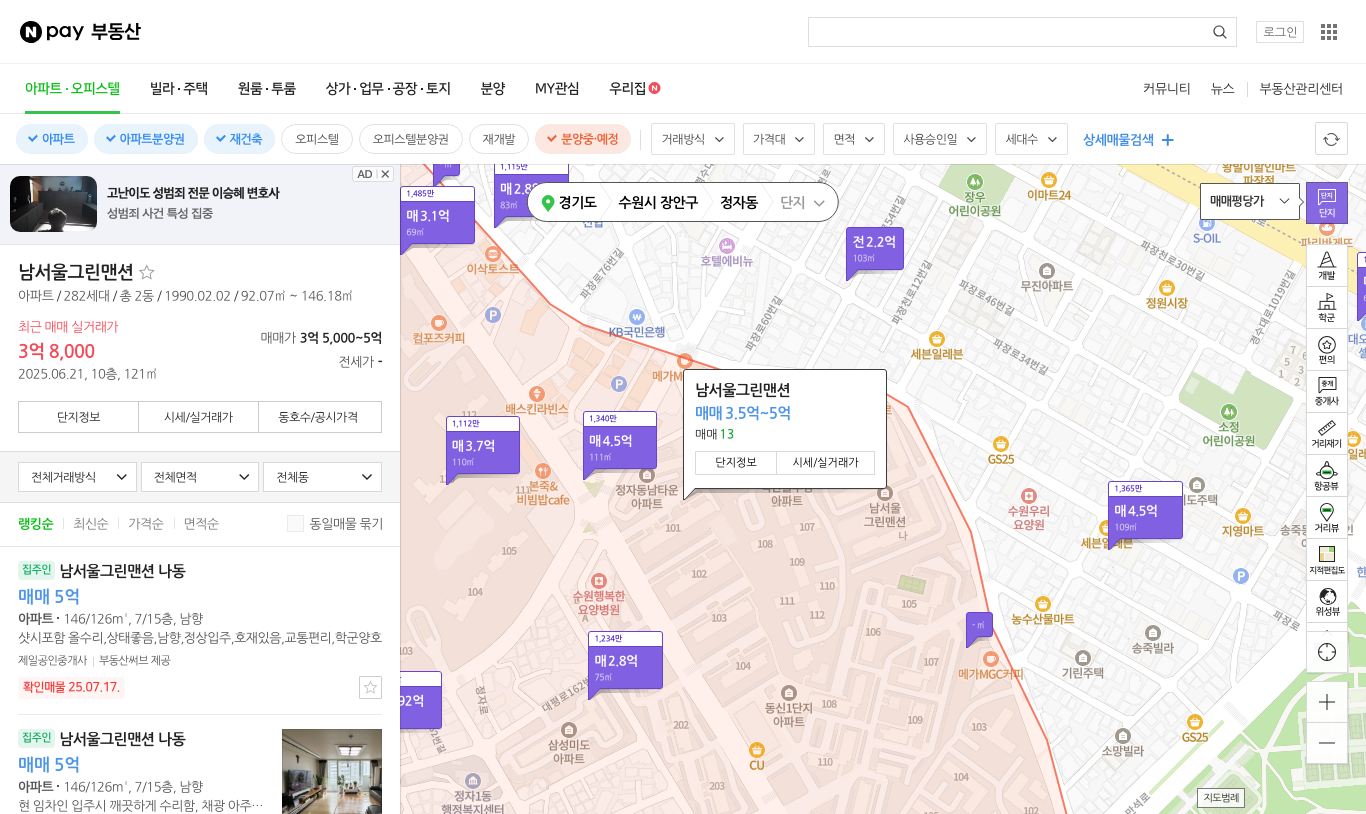 N pay 부동산
로그인
아파트·오피스텔 빌라·주택 원룸·투룸 상가·업무·공장·토지 분양 MY관심 우리집 N
커뮤니티 뉴스 부동산관리센터
아파트 아파트분양권 재건축 오피스텔 오피스텔분양권 재개발 분양중·예정 거래방식 가격대 면적 사용승인일 세대수 상세매물검색
AD
고난이도 성범죄 전문 이승혜 변호사
성범죄 사건 특성 집중
남서울그린맨션
아파트 / 282세대 / 총 2동 / 1990.02.02 / 92.07㎡ ~ 146.18㎡
최근 매매 실거래가
3억 8,000
2025.06.21, 10층, 121㎡
매매가 3억 5,000~5억
전세가 -
단지정보 시세/실거래가 동호수/공시가격
전체거래방식 전체면적 전체동
랭킹순 최신순 가격순 면적순 동일매물 묶기
집주인 남서울그린맨션 나동
매매 5억
아파트 · 146/126m², 7/15층, 남향
샷시포함 올수리,상태좋음,남향,정상입주,호재있음,교통편리,학군양호
제일공인중개사 부동산써브 제공
확인매물 25.07.17.
집주인 남서울그린맨션 나동
매매 5억
아파트 · 146/126m², 7/15층, 남향
현 임차인 입주시 깨끗하게 수리함, 채광 아주…
경기도 수원시 장안구 정자동 단지
매매평당가
단지
단지
개발
학군
편의
중개
중개사
거리재기
항공뷰
거리뷰
지적편집도
위성뷰
지도범례
1,485만
매 3.1억
69㎡
1,115만
83㎡
전 2.2억
103㎡
1,112만
매 3.7억
110㎡
1,340만
매 4.5억
111㎡
1,365만
매 4.5억
109㎡
1,234만
매 2.8억
75㎡
92억
- ㎡
남서울그린맨션
매매 3.5억~5억
매매 13
단지정보 시세/실거래가
장우
어린이공원
이마트24
파장점
S-OIL
이삭토스트
호텔에비뉴
무진아파트
정원시장
파장로76번길
파장로60번길
파장천로12번길
파장로46번길
파장로34번길
파장천로30번길
경수대로1019번길
P
KB국민은행
컴포즈커피
세븐일레븐
P
배스킨라빈스
소정
어린이공원
GS25
본죽&
비빔밥cafe
정자동남타운
아파트
남서울
그린맨션
나
수원우리
요양원
지영마트
101
107
108
105
109
104
110
P
수원행복한
요양병원
A
111
112
105
농수산물마트
송죽빌라
기린주택
메가MGC커피
103
107
104
동신1단지
아파트
202
삼성미도
아파트
109
103
GS25
소망빌라
CU
110
104
정자1동
행정복지센터
102
정자로